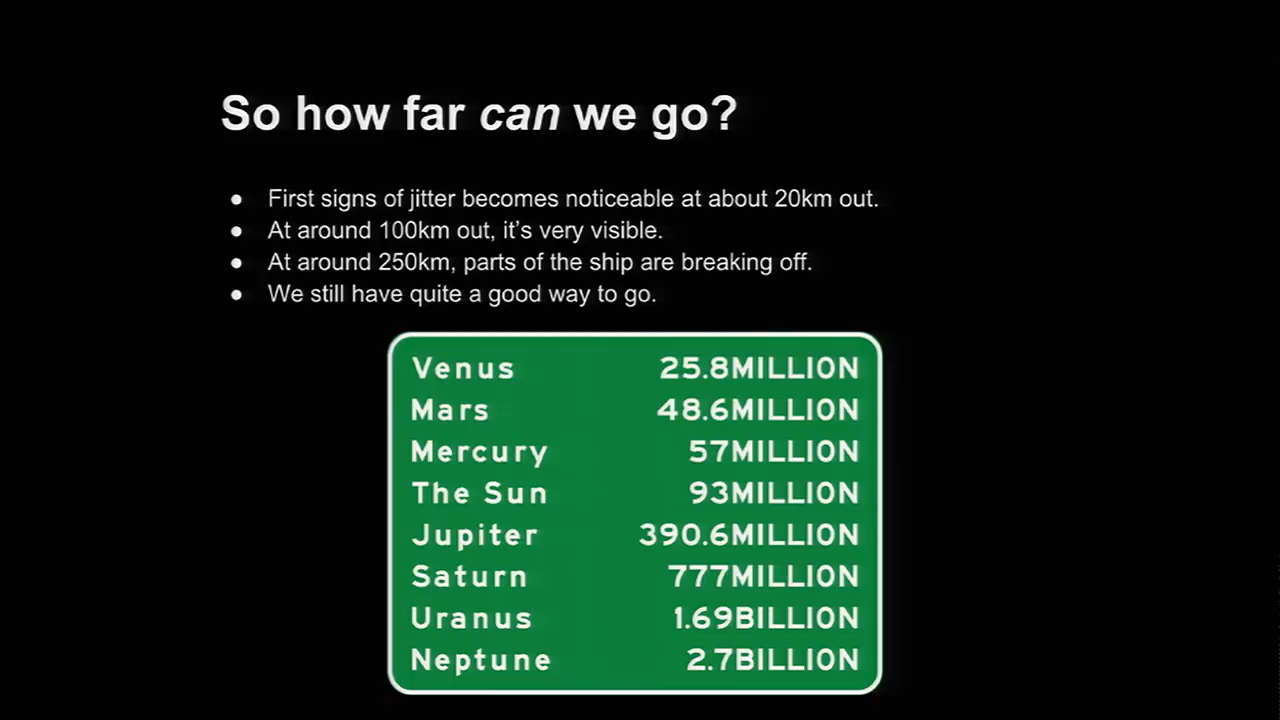 So how far can we go?
● First signs of jitter becomes noticeable at about 20km out.
● At around 100km out, it's very visible.
● At around 250km, parts of the ship are breaking off.
● We still have quite a good way to go.
Venus 25.8MILLION
Mars 48.6MILLION
Mercury 57MILLION
The Sun 93MILLION
Jupiter 390.6MILLION
Saturn 777MILLION
Uranus 1.69BILLION
Neptune 2.7BILLION